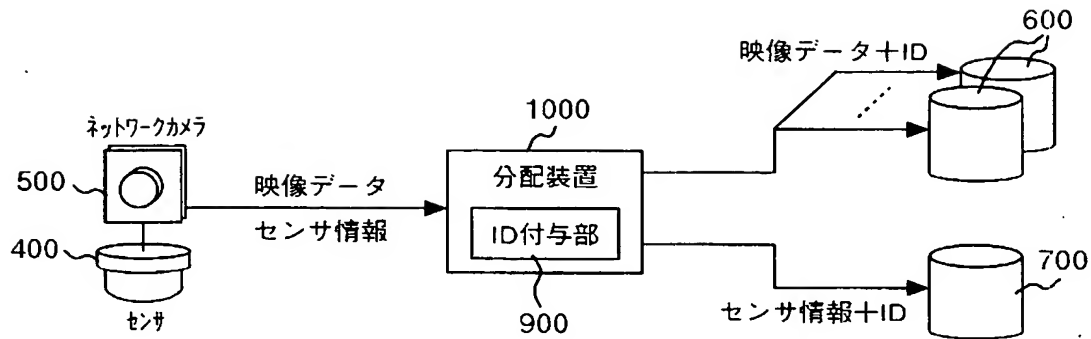 600
映像データ+ID
ネットワークカメラ
1000
500
映像データ
分配装置
センサ情報
ID付与部
400
700
センサ
900
センサ情報+ID